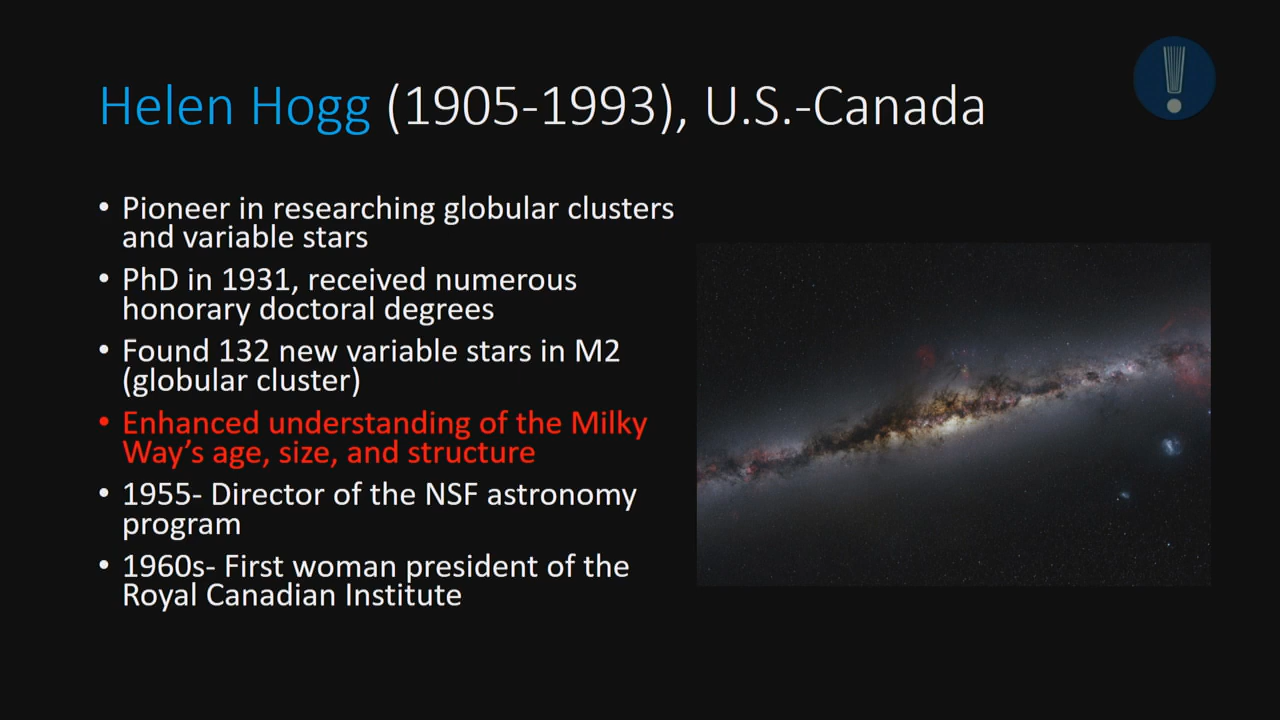 Helen Hogg (1905-1993), U.S.-Canada
• Pioneer in researching globular clusters
and variable stars
• PhD in 1931, received numerous
honorary doctoral degrees
• Found 132 new variable stars in M2
(globular cluster)
• Enhanced understanding of the Milky
Way’s age, size, and structure
• 1955- Director of the NSF astronomy
program
• 1960s- First woman president of the
Royal Canadian Institute